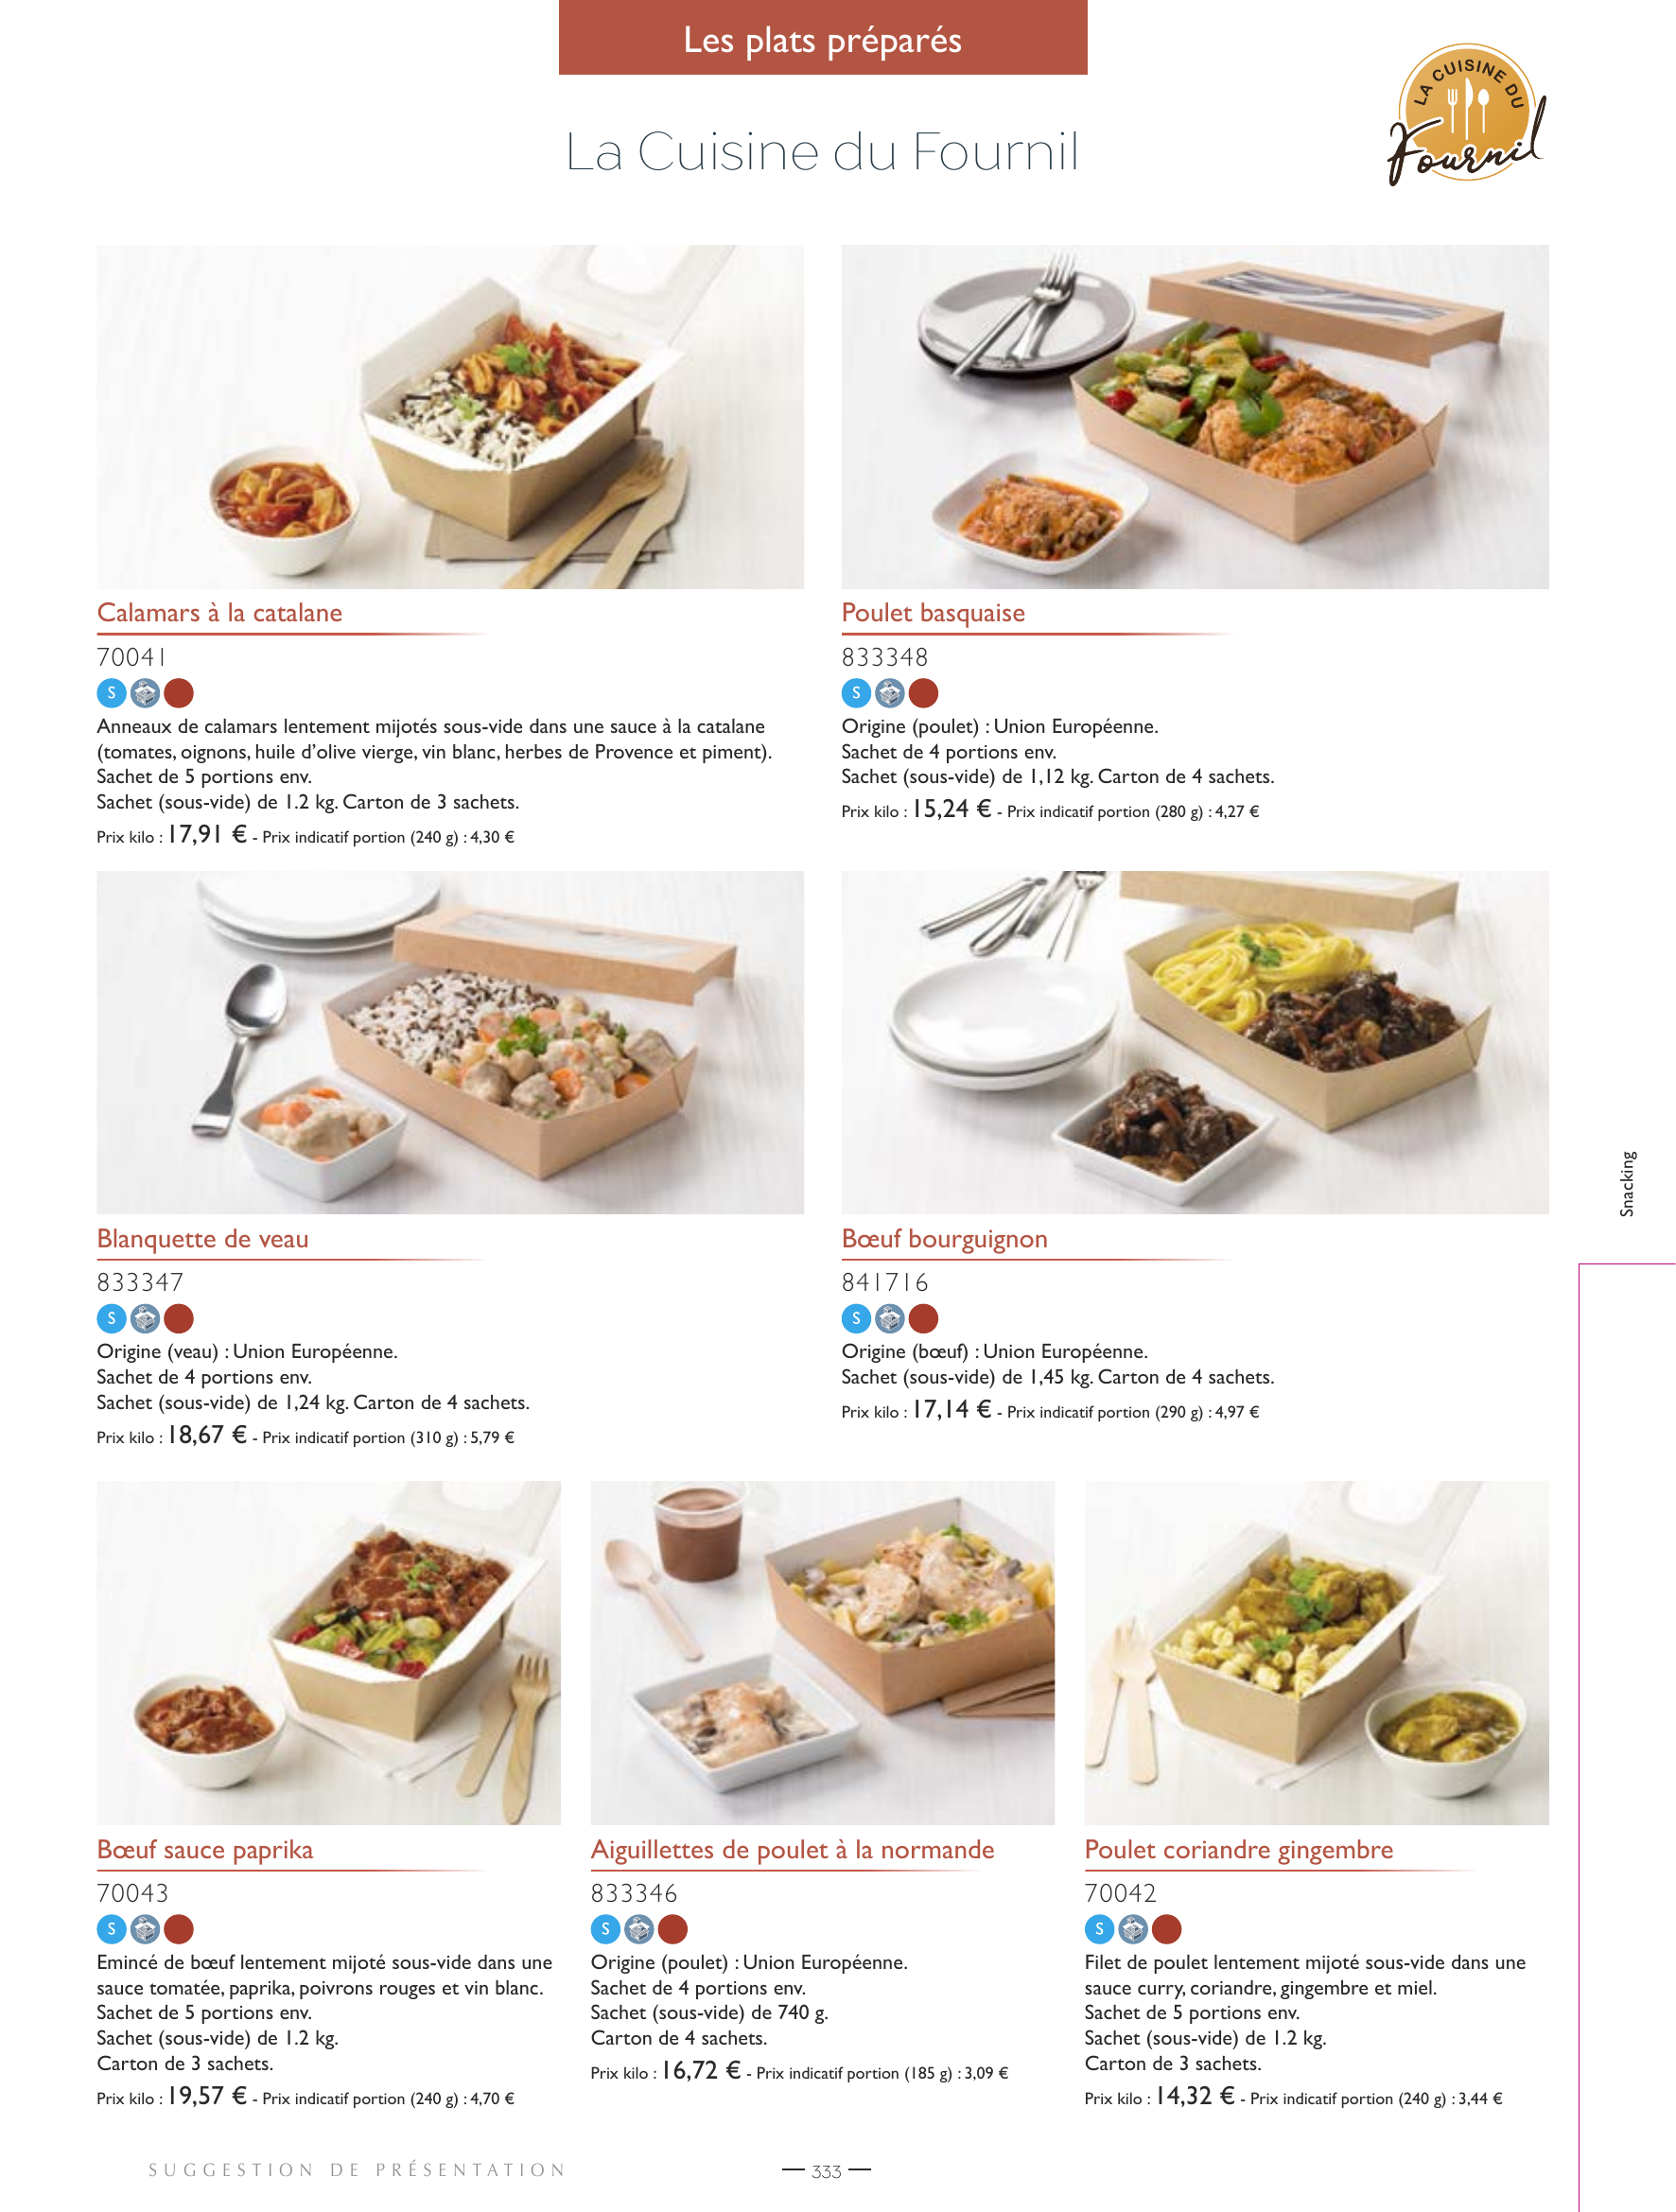 Les plats préparés
LA CUISINE DU
Fournil
La Cuisine du Fournil
Calamars à la catalane
70041
S
Anneaux de calamars lentement mijotés sous-vide dans une sauce à la catalane
(tomates, oignons, huile d’olive vierge, vin blanc, herbes de Provence et piment).
Sachet de 5 portions env.
Sachet (sous-vide) de 1.2 kg. Carton de 3 sachets.
Prix kilo : 17,91 € - Prix indicatif portion (240 g) : 4,30 €
Poulet basquaise
833348
S
Origine (poulet) : Union Européenne.
Sachet de 4 portions env.
Sachet (sous-vide) de 1,12 kg. Carton de 4 sachets.
Prix kilo : 15,24 € - Prix indicatif portion (280 g) : 4,27 €
Blanquette de veau
833347
S
Origine (veau) : Union Européenne.
Sachet de 4 portions env.
Sachet (sous-vide) de 1,24 kg. Carton de 4 sachets.
Prix kilo : 18,67 € - Prix indicatif portion (310 g) : 5,79 €
Bœuf bourguignon
841716
S
Origine (bœuf) : Union Européenne.
Sachet (sous-vide) de 1,45 kg. Carton de 4 sachets.
Prix kilo : 17,14 € - Prix indicatif portion (290 g) : 4,97 €
Snacking
Bœuf sauce paprika
70043
S
Emincé de bœuf lentement mijoté sous-vide dans une
sauce tomatée, paprika, poivrons rouges et vin blanc.
Sachet de 5 portions env.
Sachet (sous-vide) de 1.2 kg.
Carton de 3 sachets.
Prix kilo : 19,57 € - Prix indicatif portion (240 g) : 4,70 €
Aiguillettes de poulet à la normande
833346
S
Origine (poulet) : Union Européenne.
Sachet de 4 portions env.
Sachet (sous-vide) de 740 g.
Carton de 4 sachets.
Prix kilo : 16,72 € - Prix indicatif portion (185 g) : 3,09 €
Poulet coriandre gingembre
70042
S
Filet de poulet lentement mijoté sous-vide dans une
sauce curry, coriandre, gingembre et miel.
Sachet de 5 portions env.
Sachet (sous-vide) de 1.2 kg.
Carton de 3 sachets.
Prix kilo : 14,32 € - Prix indicatif portion (240 g) : 3,44 €
SUGGESTION DE PRÉSENTATION
— 333 —